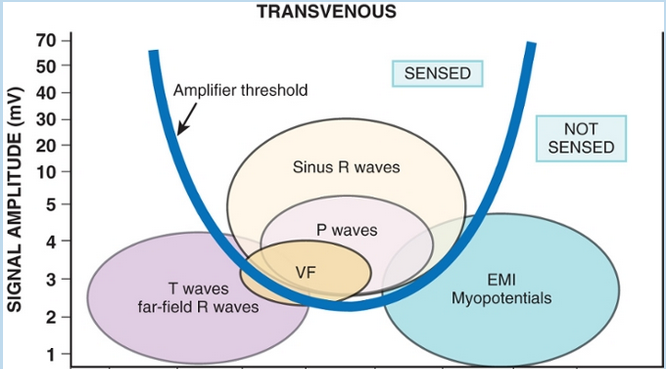 TRANSVENOUS
SIGNAL AMPLITUDE (mV)
70
50
40
30
20
10
5
4
3
2
1
Amplifier threshold
SENSED
NOT
SENSED
Sinus R waves
P waves
VF
T waves
far-field R waves
EMI
Myopotentials